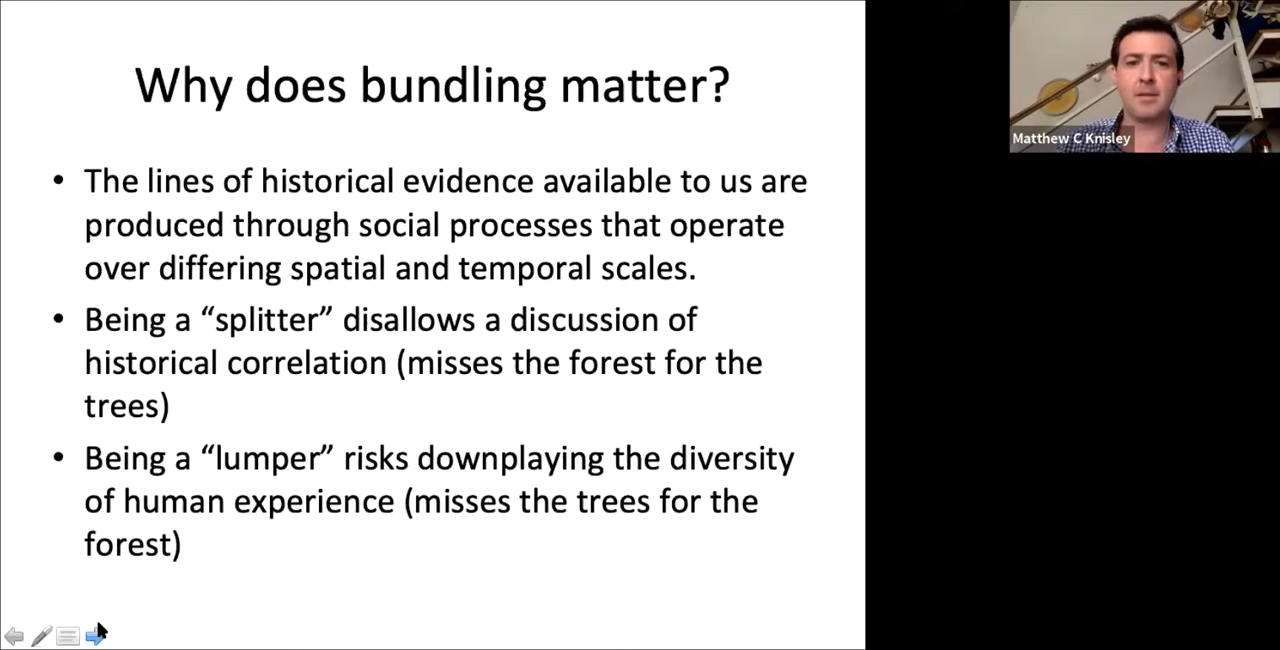 Why does bundling matter?
• The lines of historical evidence available to us are
produced through social processes that operate
over differing spatial and temporal scales.
• Being a “splitter” disallows a discussion of
historical correlation (misses the forest for the
trees)
• Being a “lumper” risks downplaying the diversity
of human experience (misses the trees for the
forest)
Matthew C Knisley